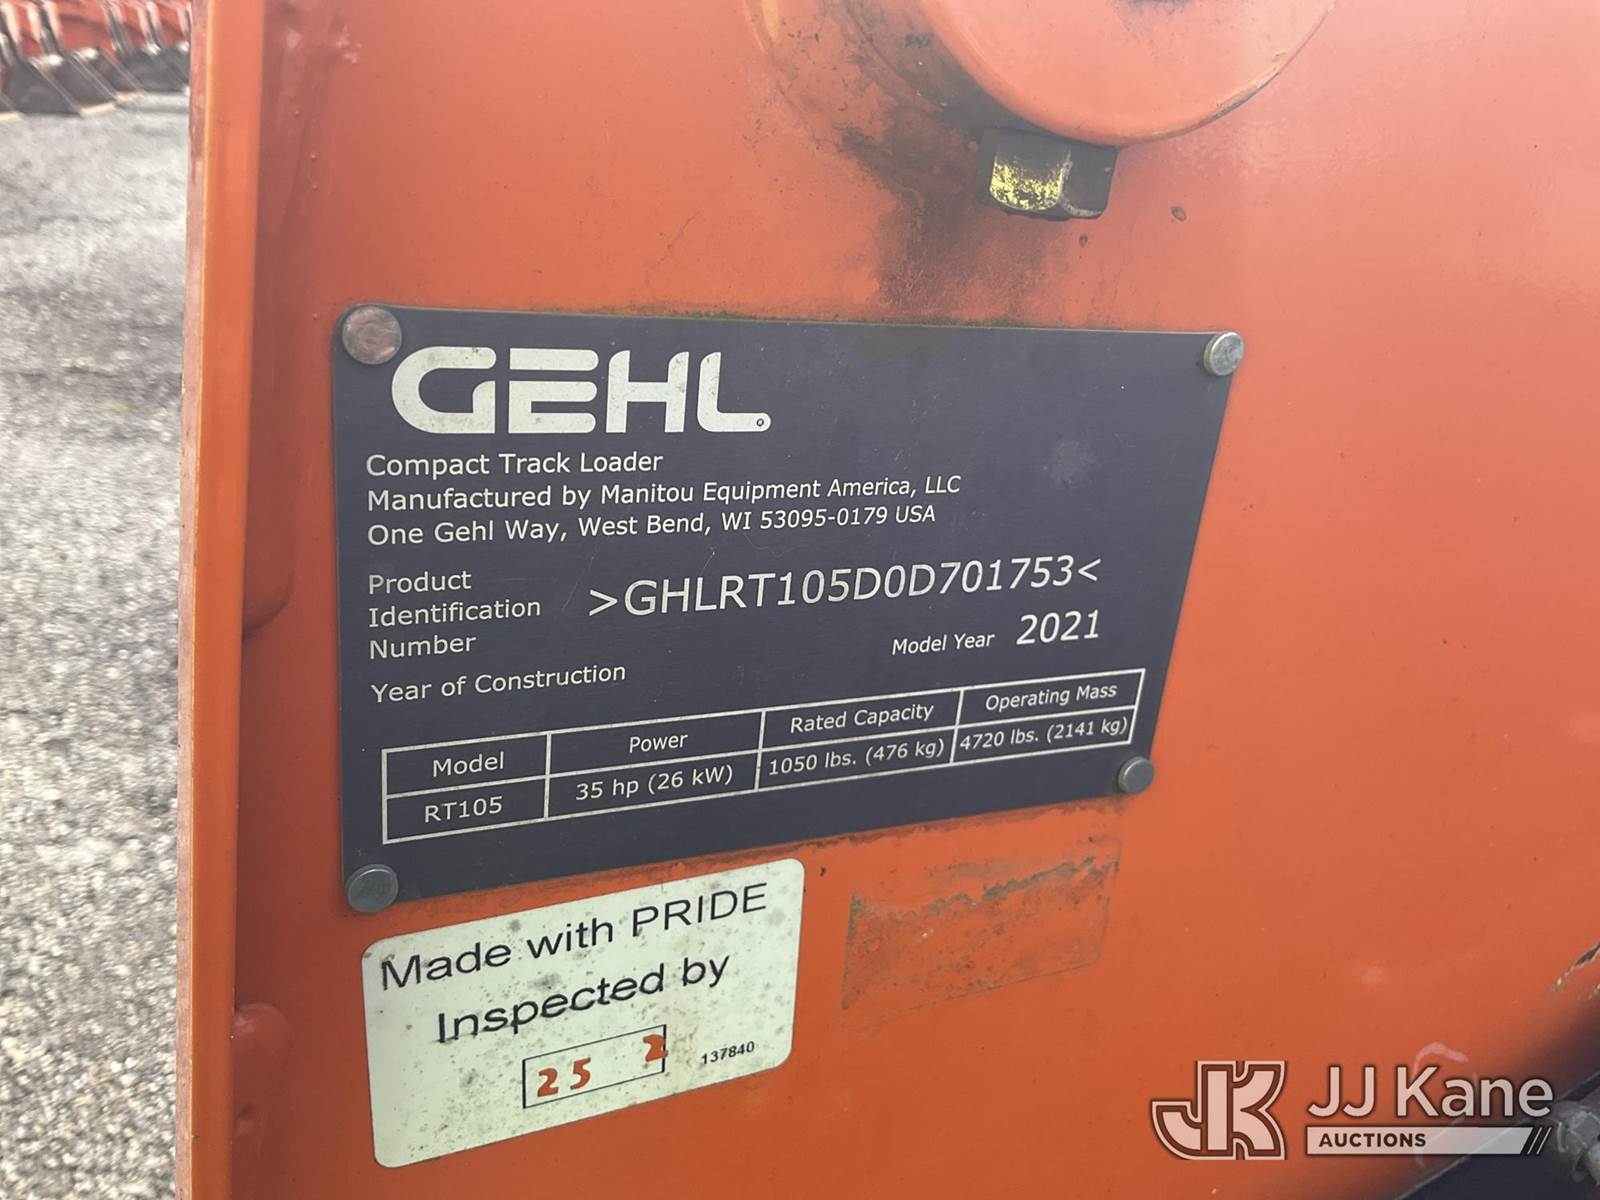 GEHL®
Compact Track Loader
Manufactured by Manitou Equipment America, LLC
One Gehl Way, West Bend, WI 53095-0179 USA
Product Identification Number >GHLRT105D0D701753<
Model Year 2021
Year of Construction
Model Power Rated Capacity Operating Mass
RT105 35 hp (26 kW) 1050 lbs. (476 kg) 4720 lbs. (2141 kg)
Made with PRIDE
Inspected by
25 2 137840
JK JJ Kane
AUCTIONS